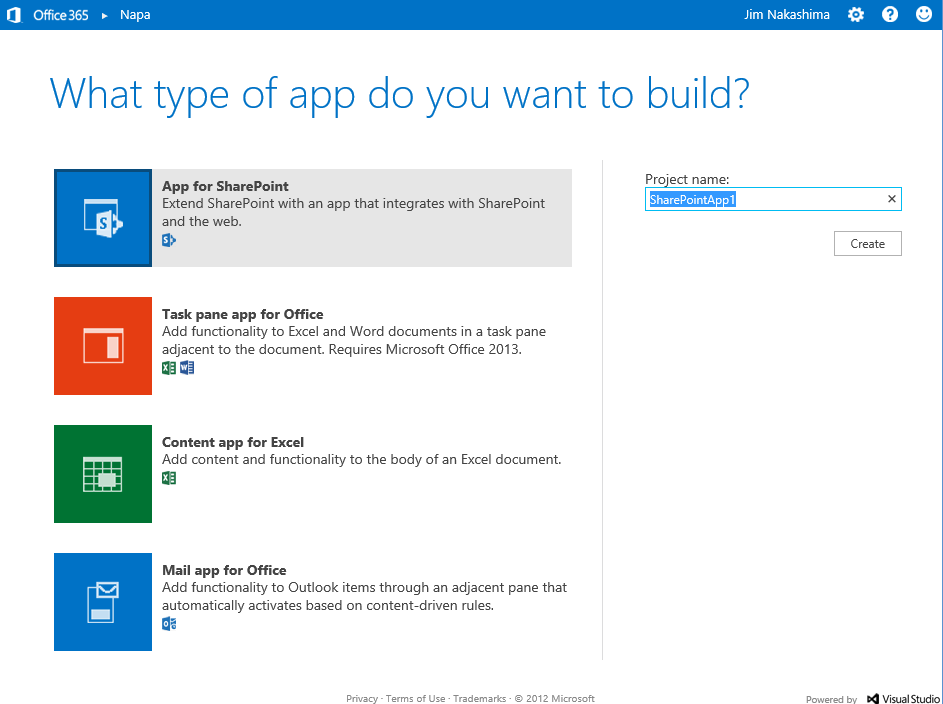 Office 365 ▸ Napa
Jim Nakashima
What type of app do you want to build?
App for SharePoint
Extend SharePoint with an app that integrates with SharePoint
and the web.
Task pane app for Office
Add functionality to Excel and Word documents in a task pane
adjacent to the document. Requires Microsoft Office 2013.
Content app for Excel
Add content and functionality to the body of an Excel document.
Mail app for Office
Add functionality to Outlook items through an adjacent pane that
automatically activates based on content-driven rules.
Project name:
SharePointApp1
Create
Privacy · Terms of Use · Trademarks · © 2012 Microsoft
Powered by Visual Studio